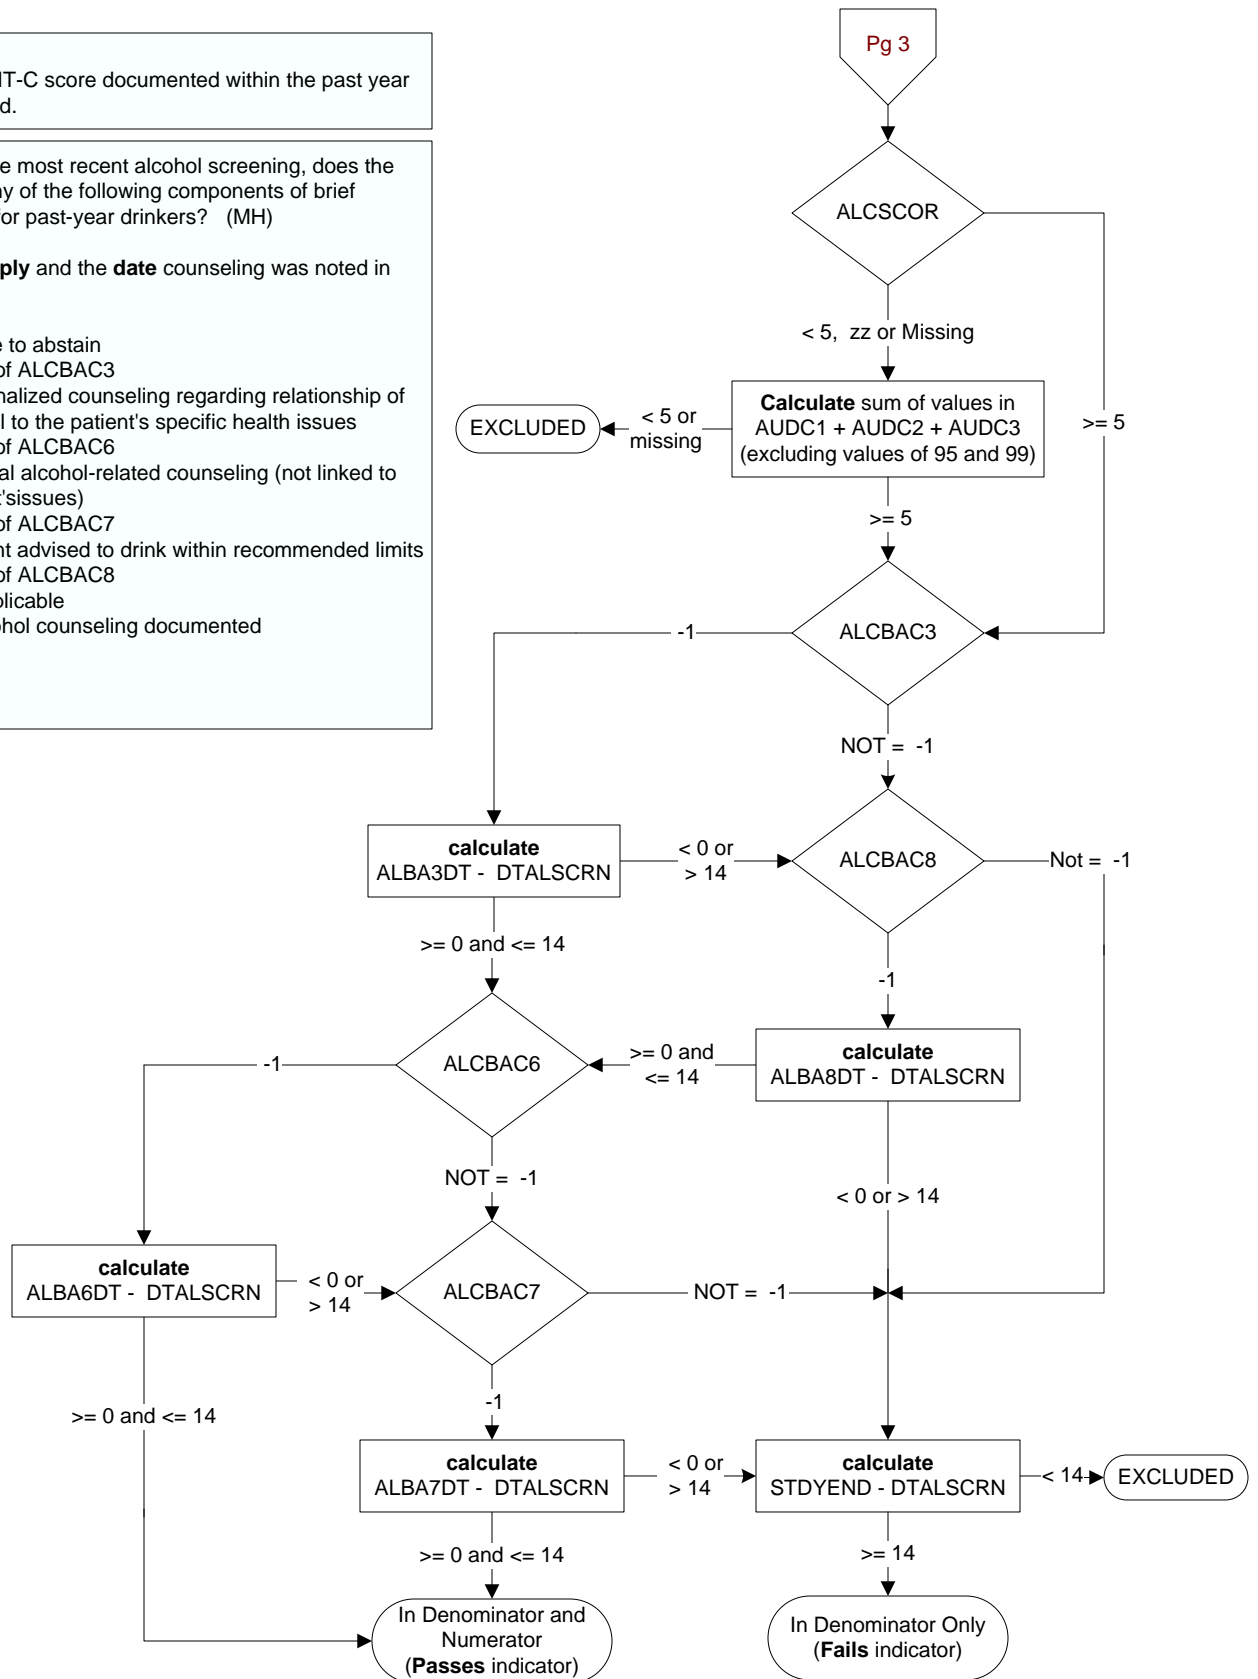 Pg 3
IT-C score documented within the past year
d.
e most recent alcohol screening, does the
ny of the following components of brief
for past-year drinkers? (MH)
ply and the date counseling was noted in
e to abstain
of ALCBAC3
nalized counseling regarding relationship of
l to the patient's specific health issues
of ALCBAC6
al alcohol-related counseling (not linked to
t'sissues)
of ALCBAC7
nt advised to drink within recommended limits
of ALCBAC8
plicable
ohol counseling documented
ALCSCOR
< 5, zz or Missing
>= 5
Calculate sum of values in
AUDC1 + AUDC2 + AUDC3
(excluding values of 95 and 99)
< 5 or
missing
EXCLUDED
>= 5
ALCBAC3
-1
NOT = -1
calculate
ALBA3DT - DTALSCRN
< 0 or
> 14
ALCBAC8
Not = -1
>= 0 and <= 14
-1
ALCBAC6
-1
>= 0 and
<= 14
calculate
ALBA8DT - DTALSCRN
NOT = -1
< 0 or > 14
calculate
ALBA6DT - DTALSCRN
< 0 or
> 14
ALCBAC7
NOT = -1
>= 0 and <= 14
-1
calculate
ALBA7DT - DTALSCRN
< 0 or
> 14
calculate
STDYEND - DTALSCRN
< 14
EXCLUDED
>= 0 and <= 14
>= 14
In Denominator and
Numerator
(Passes indicator)
In Denominator Only
(Fails indicator)